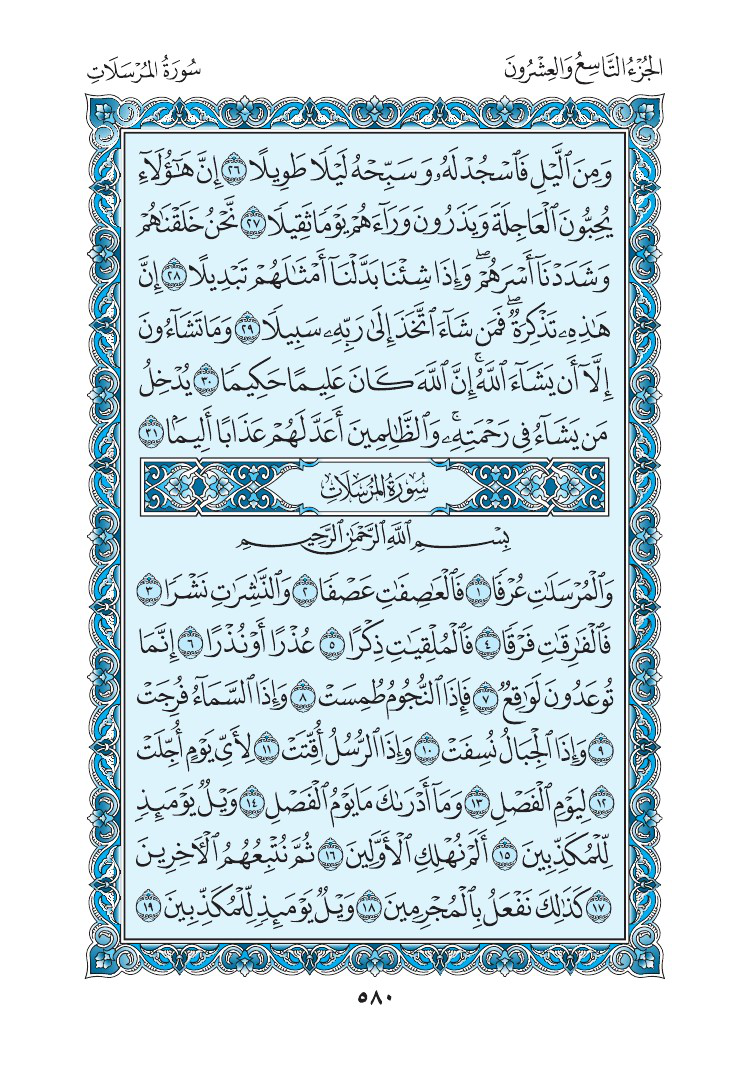 الجُزْءُ التَّاسِعُ وَالعِشْرُونَ
سُورَةُ المُرْسَلَاتِ
وَمِنَ ٱلَّيْلِ فَٱسْجُدْ لَهُۥ وَسَبِّحْهُ لَيْلًا طَوِيلًا ٢٦ إِنَّ هَٰٓؤُلَآءِ
يُحِبُّونَ ٱلْعَاجِلَةَ وَيَذَرُونَ وَرَآءَهُمْ يَوْمًا ثَقِيلًا ٢٧ نَّحْنُ خَلَقْنَٰهُمْ
وَشَدَدْنَآ أَسْرَهُمْ ۖ وَإِذَا شِئْنَا بَدَّلْنَآ أَمْثَٰلَهُمْ تَبْدِيلًا ٢٨ إِنَّ
هَٰذِهِۦ تَذْكِرَةٌ ۖ فَمَن شَآءَ ٱتَّخَذَ إِلَىٰ رَبِّهِۦ سَبِيلًا ٢٩ وَمَا تَشَآءُونَ
إِلَّآ أَن يَشَآءَ ٱللَّهُ ۚ إِنَّ ٱللَّهَ كَانَ عَلِيمًا حَكِيمًا ٣٠ يُدْخِلُ
مَن يَشَآءُ فِى رَحْمَتِهِۦ ۚ وَٱلظَّٰلِمِينَ أَعَدَّ لَهُمْ عَذَابًا أَلِيمًۢا ٣١
سُورَةُ المُرْسَلَاتِ
بِسْمِ ٱللَّهِ ٱلرَّحْمَٰنِ ٱلرَّحِيمِ
وَٱلْمُرْسَلَٰتِ عُرْفًا ١ فَٱلْعَٰصِفَٰتِ عَصْفًا ٢ وَٱلنَّٰشِرَٰتِ نَشْرًا ٣
فَٱلْفَٰرِقَٰتِ فَرْقًا ٤ فَٱلْمُلْقِيَٰتِ ذِكْرًا ٥ عُذْرًا أَوْ نُذْرًا ٦ إِنَّمَا
تُوعَدُونَ لَوَٰقِعٌ ٧ فَإِذَا ٱلنُّجُومُ طُمِسَتْ ٨ وَإِذَا ٱلسَّمَآءُ فُرِجَتْ
٩ وَإِذَا ٱلْجِبَالُ نُسِفَتْ ١٠ وَإِذَا ٱلرُّسُلُ أُقِّتَتْ ١١ لِأَىِّ يَوْمٍ أُجِّلَتْ
١٢ لِيَوْمِ ٱلْفَصْلِ ١٣ وَمَآ أَدْرَىٰكَ مَا يَوْمُ ٱلْفَصْلِ ١٤ وَيْلٌ يَوْمَئِذٍ
لِّلْمُكَذِّبِينَ ١٥ أَلَمْ نُهْلِكِ ٱلْأَوَّلِينَ ١٦ ثُمَّ نُتْبِعُهُمُ ٱلْءَاخِرِينَ
١٧ كَذَٰلِكَ نَفْعَلُ بِٱلْمُجْرِمِينَ ١٨ وَيْلٌ يَوْمَئِذٍ لِّلْمُكَذِّبِينَ ١٩
٥٨٠